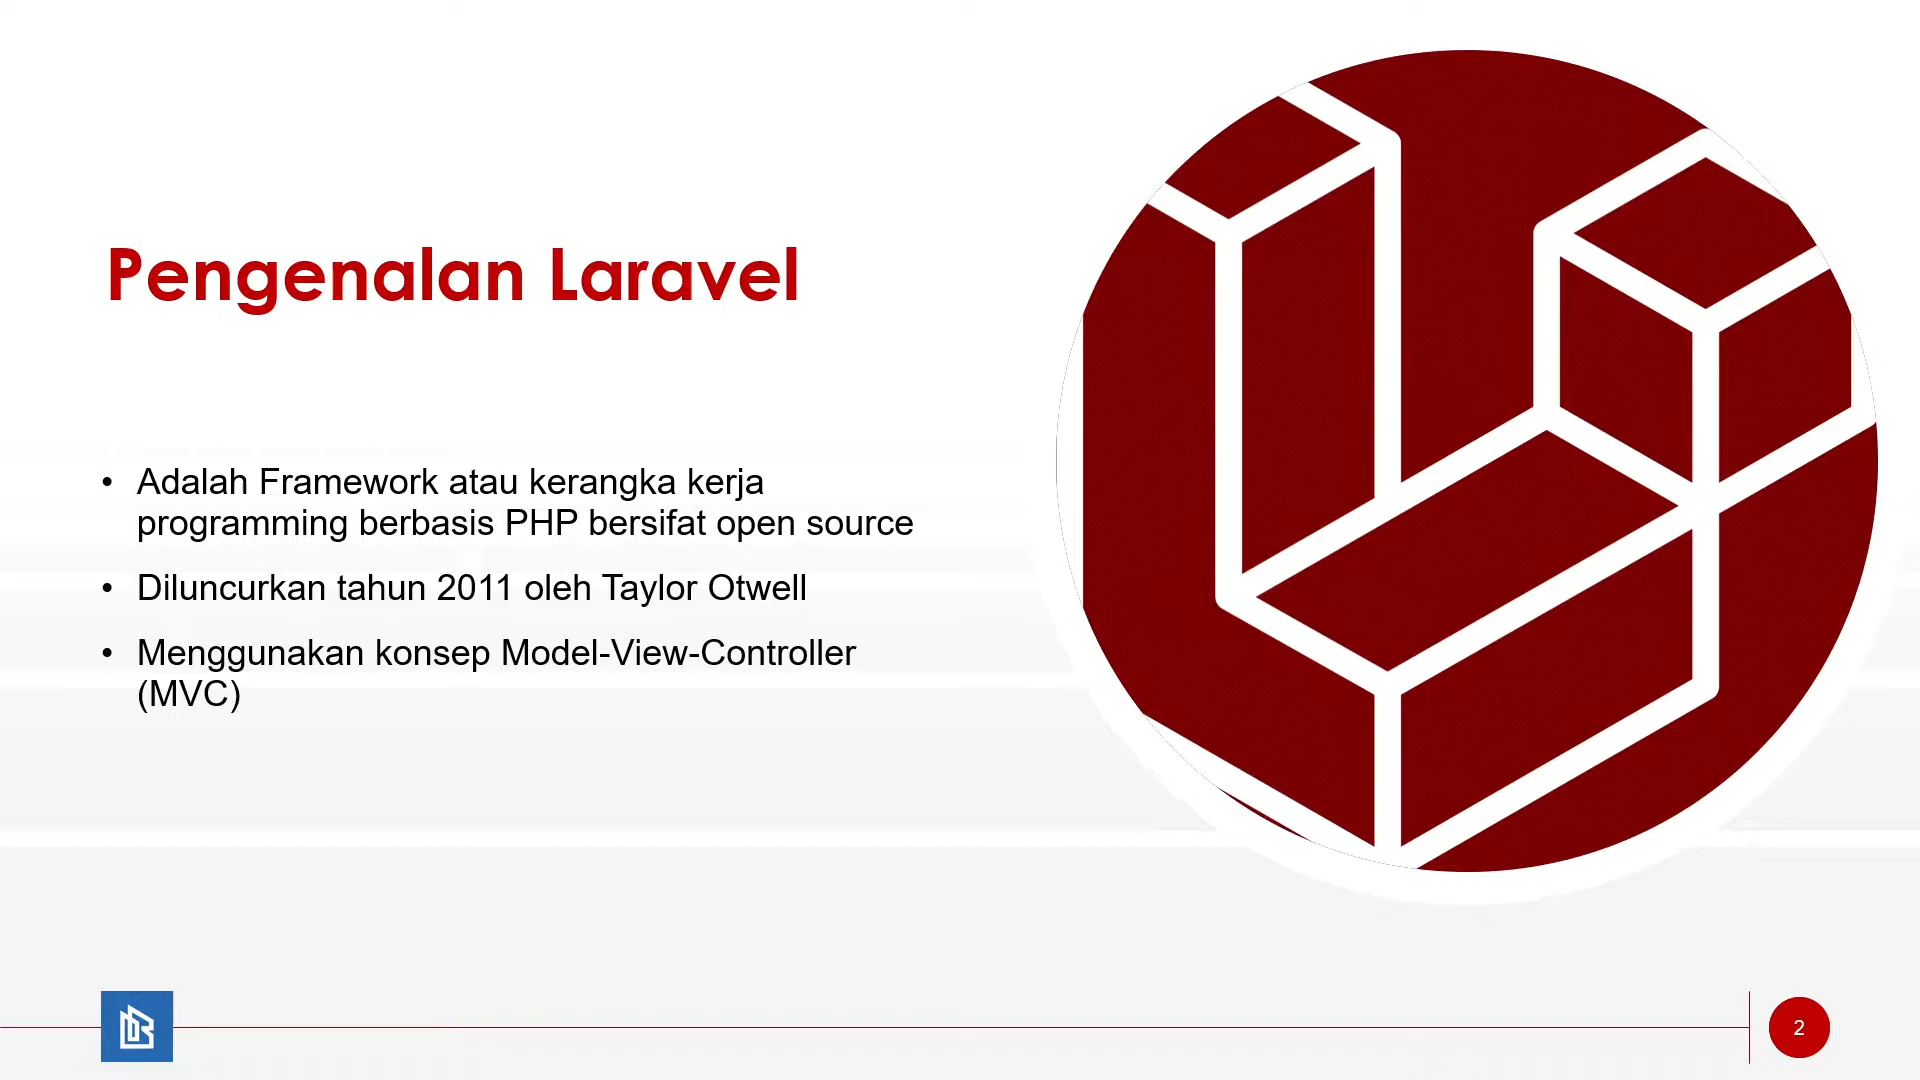 Pengenalan Laravel
• Adalah Framework atau kerangka kerja
programming berbasis PHP bersifat open source
• Diluncurkan tahun 2011 oleh Taylor Otwell
• Menggunakan konsep Model-View-Controller
(MVC)
2